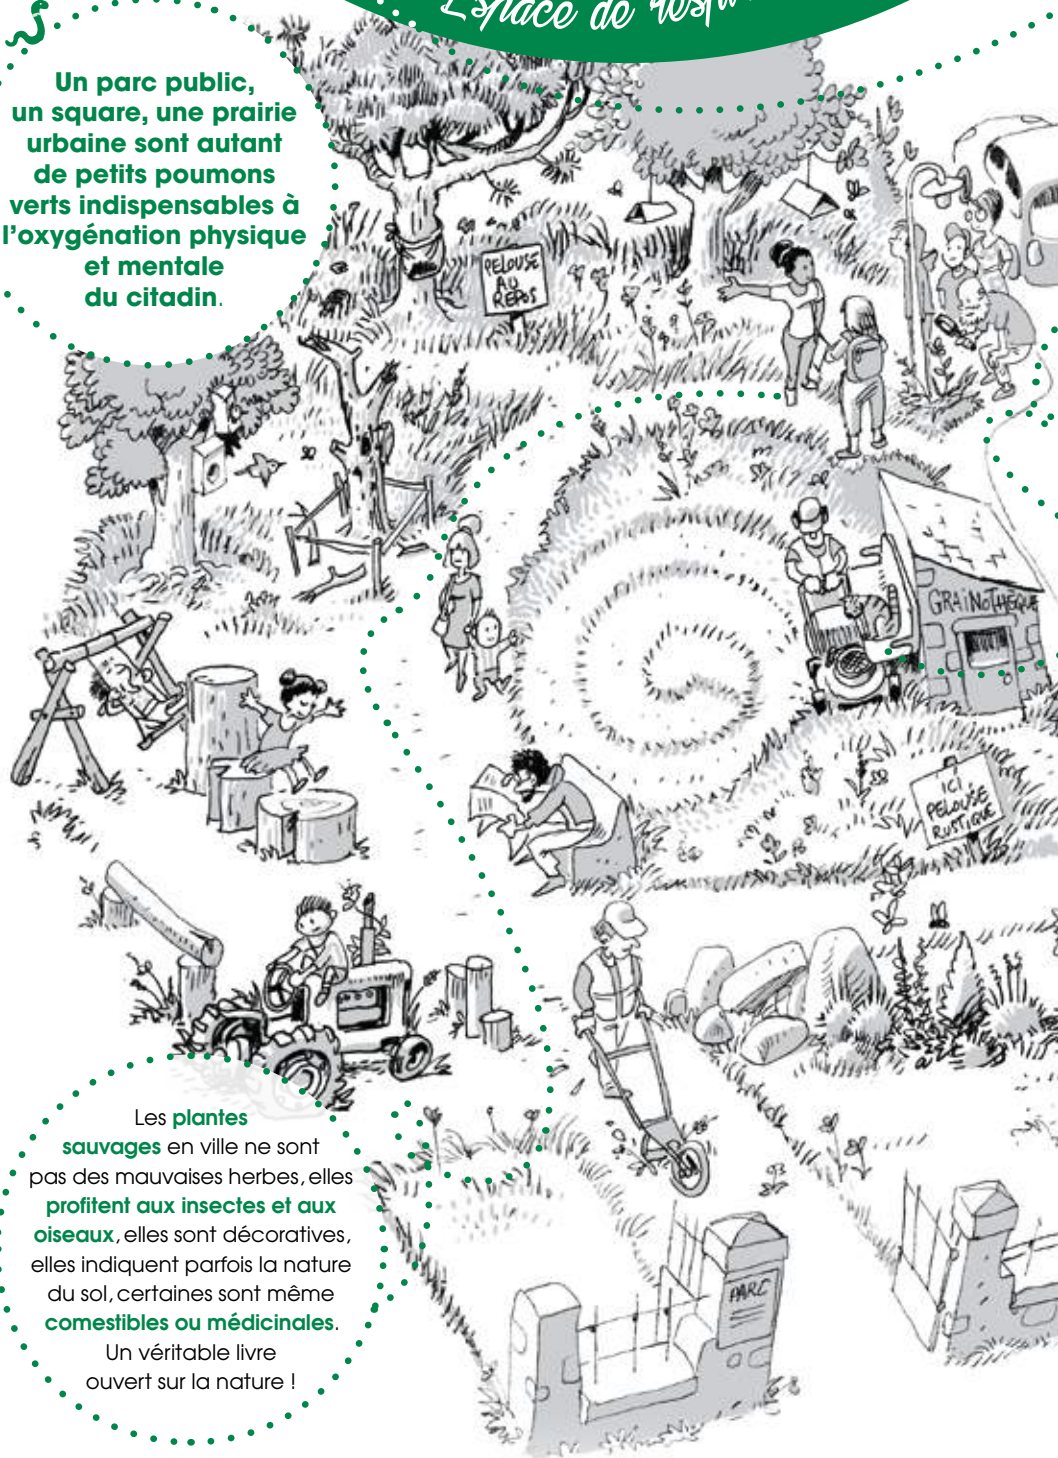 Espace de
Un parc public,
un square, une prairie
urbaine sont autant
de petits poumons
verts indispensables à
l'oxygénation physique
et mentale
du citadin.
PELOUSE
AU
REPOS
GRAINOTHÈQUE
ICI
PELOUSE
RUSTIQUE
Les plantes
sauvages en ville ne sont
pas des mauvaises herbes, elles
profitent aux insectes et aux
oiseaux, elles sont décoratives,
elles indiquent parfois la nature
du sol, certaines sont même
comestibles ou médicinales.
Un véritable livre
ouvert sur la nature !
PARC